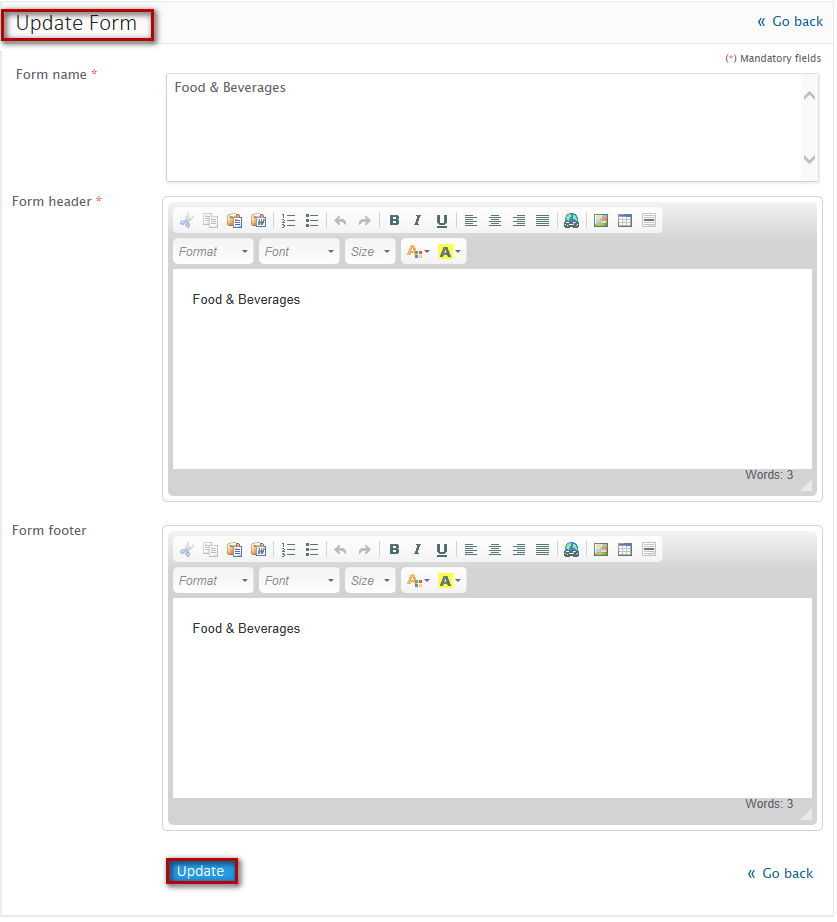 Update Form
« Go back
(*) Mandatory fields
Form name *
Food & Beverages
Form header *
B I U
Format Font Size A A
Food & Beverages
Words: 3
Form footer
B I U
Format Font Size A A
Food & Beverages
Words: 3
Update
« Go back